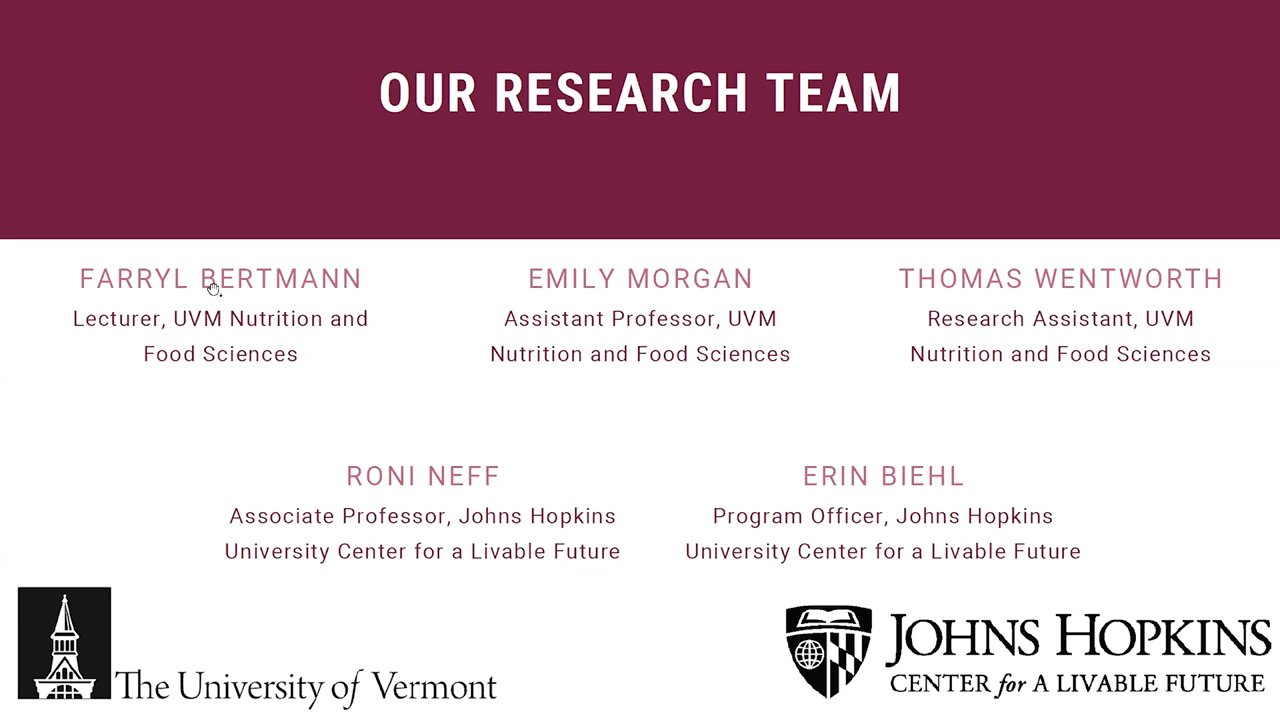 OUR RESEARCH TEAM
FARRYL BERTMANN
Lecturer, UVM Nutrition and
Food Sciences
EMILY MORGAN
Assistant Professor, UVM
Nutrition and Food Sciences
THOMAS WENTWORTH
Research Assistant, UVM
Nutrition and Food Sciences
RONI NEFF
Associate Professor, Johns Hopkins
University Center for a Livable Future
ERIN BIEHL
Program Officer, Johns Hopkins
University Center for a Livable Future
The University of Vermont
JOHNS HOPKINS
CENTER for A LIVABLE FUTURE